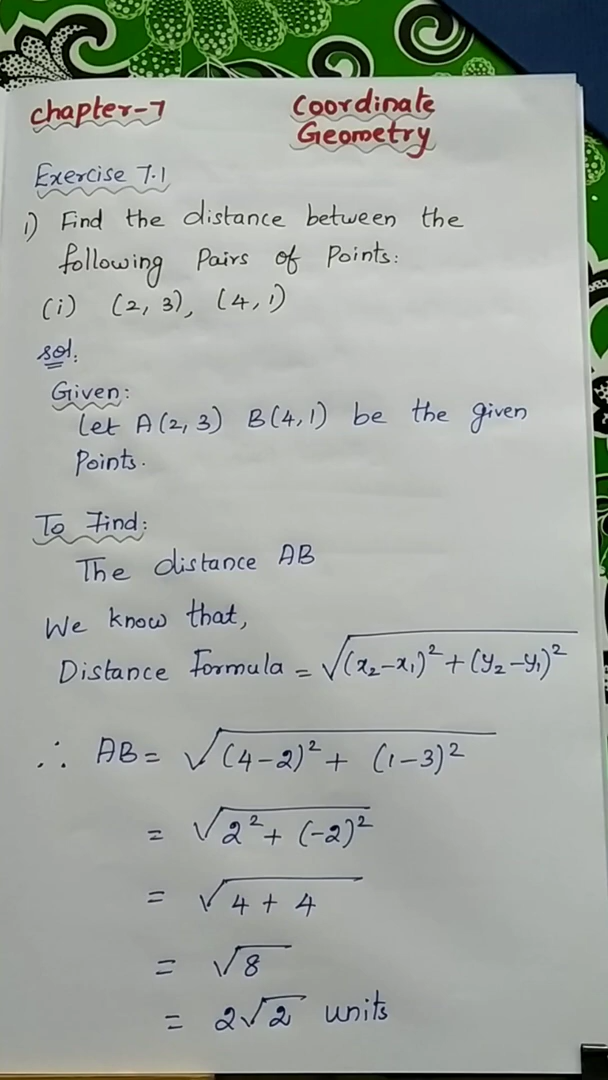 Chapter-7 Coordinate Geometry
Exercise 7.1
1) Find the distance between the
following Pairs of Points:
(i) (2, 3), (4, 1)
sol.
Given:
Let A(2, 3) B(4, 1) be the given
Points.
To Find:
The distance AB
We know that,
Distance Formula = √(x₂-x₁)² + (y₂-y₁)²
∴ AB = √(4-2)² + (1-3)²
= √2² + (-2)²
= √4 + 4
= √8
= 2√2 units